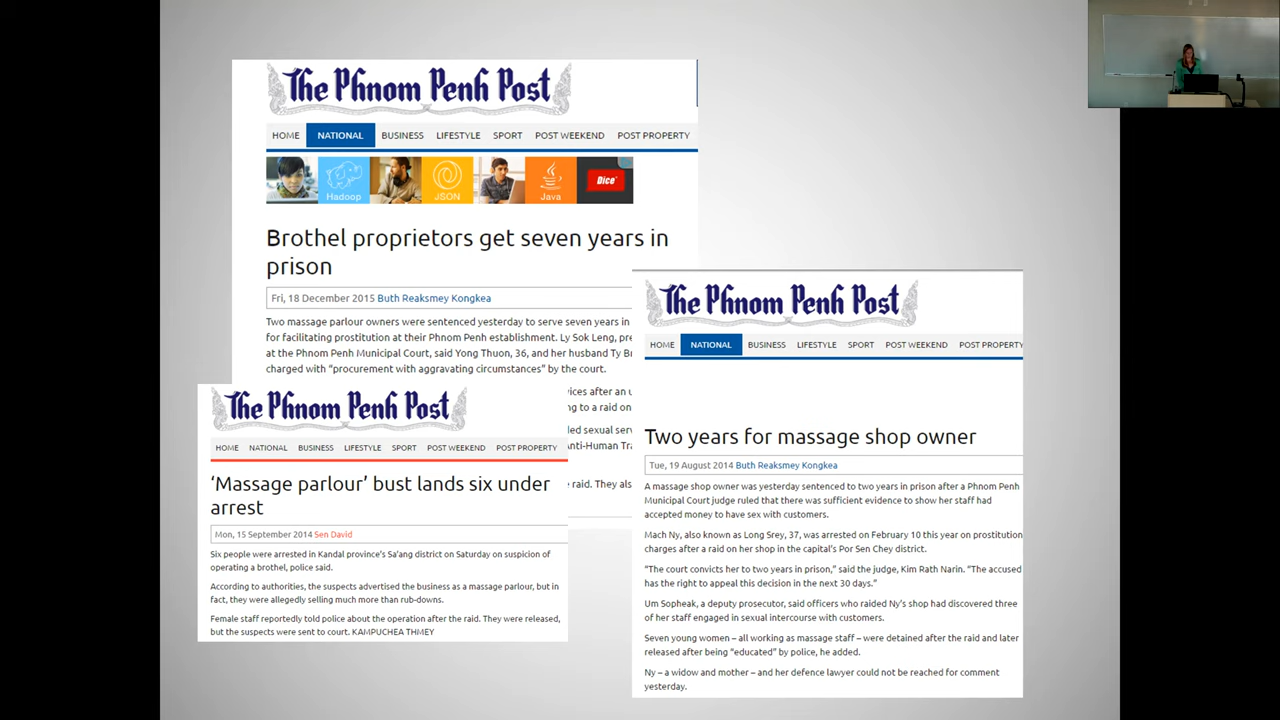 The Phnom Penh Post
HOME NATIONAL BUSINESS LIFESTYLE SPORT POST WEEKEND POST PROPERTY
Hadoop JSON Java Dice
Brothel proprietors get seven years in
prison
Fri, 18 December 2015 Buth Reaksmey Kongkea
Two massage parlour owners were sentenced yesterday to serve seven years in
for facilitating prostitution at their Phnom Penh establishment. Ly Sok Leng, pre
at the Phnom Penh Municipal Court, said Yong Thuon, 36, and her husband Ty Br
charged with “procurement with aggravating circumstances” by the court.
vices after an u
ng to a raid on
ded sexual serv
Anti-Human Tra
e raid. They also
The Phnom Penh Post
HOME NATIONAL BUSINESS LIFESTYLE SPORT POST WEEKEND POST PROPERTY
‘Massage parlour’ bust lands six under
arrest
Mon, 15 September 2014 Sen David
Six people were arrested in Kandal province’s Sa’ang district on Saturday on suspicion of
operating a brothel, police said.
According to authorities, the suspects advertised the business as a massage parlour, but in
fact, they were allegedly selling much more than rub-downs.
Female staff reportedly told police about the operation after the raid. They were released,
but the suspects were sent to court. KAMPUCHEA THMEY
The Phnom Penh Post
HOME NATIONAL BUSINESS LIFESTYLE SPORT POST WEEKEND POST PROPERTY
Two years for massage shop owner
Tue, 19 August 2014 Buth Reaksmey Kongkea
A massage shop owner was yesterday sentenced to two years in prison after a Phnom Penh
Municipal Court judge ruled that there was sufficient evidence to show her staff had
accepted money to have sex with customers.
Mach Ny, also known as Long Srey, 37, was arrested on February 10 this year on prostitution
charges after a raid on her shop in the capital’s Por Sen Chey district.
“The court convicts her to two years in prison,” said the judge, Kim Rath Narin. “The accused
has the right to appeal this decision in the next 30 days.”
Um Sopheak, a deputy prosecutor, said officers who raided Ny’s shop had discovered three
of her staff engaged in sexual intercourse with customers.
Seven young women – all working as massage staff – were detained after the raid and later
released after being “educated” by police, he added.
Ny – a widow and mother – and her defence lawyer could not be reached for comment
yesterday.